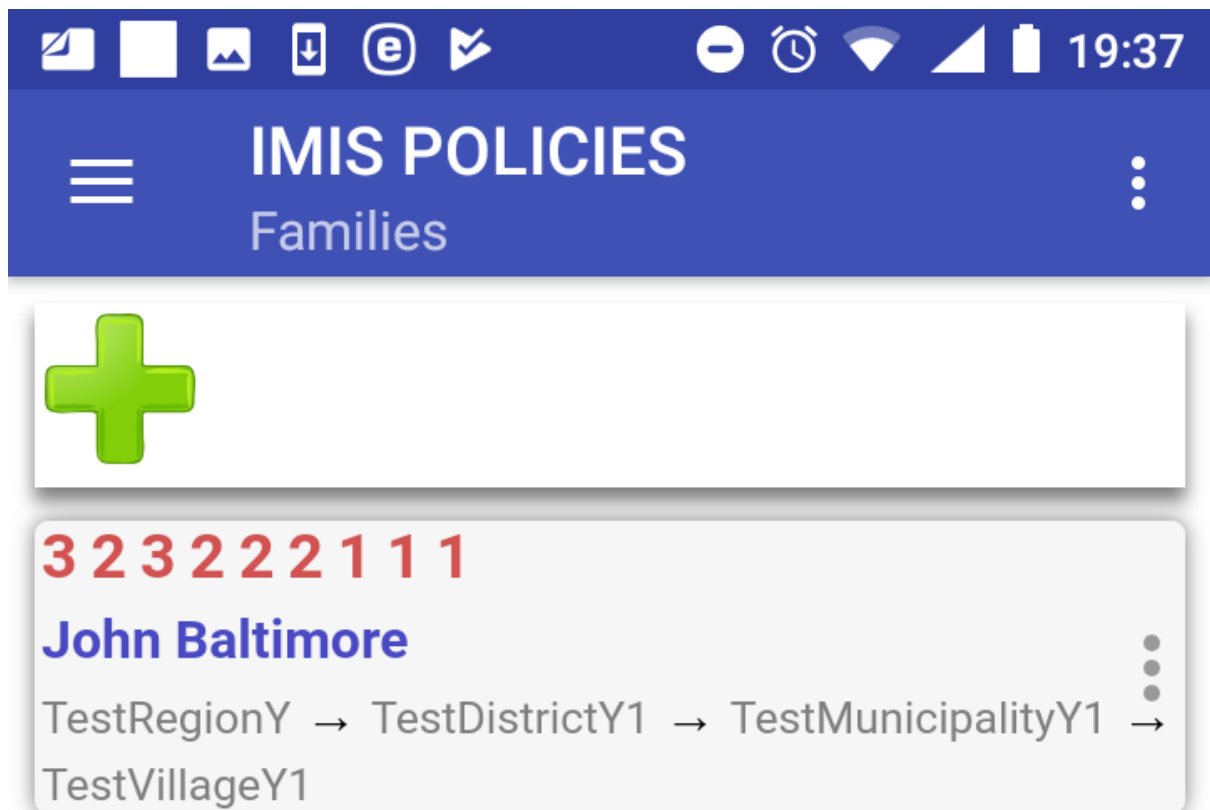 19:37
IMIS POLICIES
Families
3 2 3 2 2 2 1 1 1
John Baltimore
TestRegionY → TestDistrictY1 → TestMunicipalityY1 →
TestVillageY1